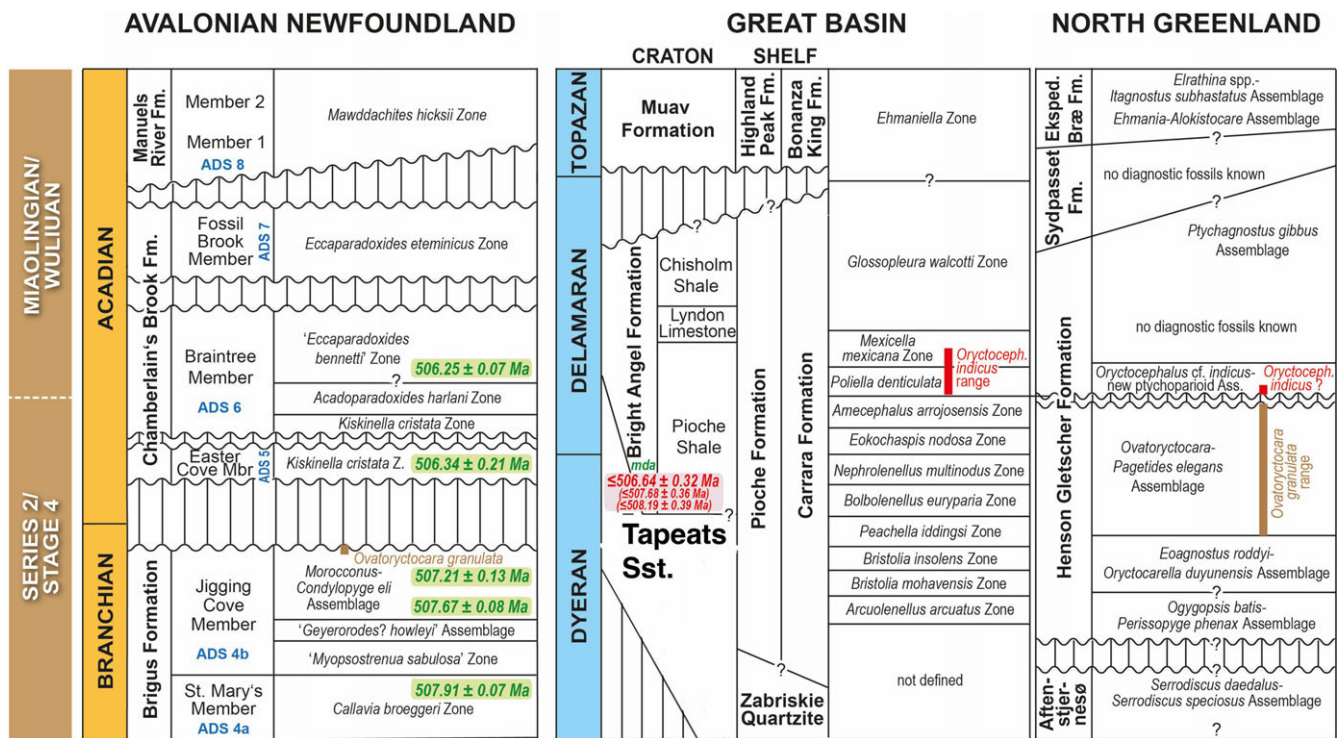 AVALONIAN NEWFOUNDLAND
GREAT BASIN
NORTH GREENLAND
CRATON
SHELF
MIAOLINGIAN/
WULIUAN
SERIES 2/
STAGE 4
ACADIAN
BRANCHIAN
Manuels
River Fm.
Chamberlain's Brook Fm.
Brigus Formation
Member 2
Member 1
ADS 8
Fossil
Brook
Member
ADS 7
Braintree
Member
ADS 6
Easter
Cove Mbr
ADS 5
Jigging
Cove
Member
ADS 4b
St. Mary's
Member
ADS 4a
Mawddachites hicksii Zone
Eccaparadoxides eteminicus Zone
'Eccaparadoxides
bennetti' Zone
506.25 ± 0.07 Ma
?
Acadoparadoxides harlani Zone
Kiskinella cristata Zone
Kiskinella cristata Z.
506.34 ± 0.21 Ma
Ovatoryctocara granulata
Morocconus-
Condylopyge eli
Assemblage
507.21 ± 0.13 Ma
507.67 ± 0.08 Ma
'Geyerorodes? howleyi' Assemblage
'Myopsostrenua sabulosa' Zone
507.91 ± 0.07 Ma
Callavia broeggeri Zone
TOPAZAN
DELAMARAN
DYERAN
Muav
Formation
?
Bright Angel Formation
Chisholm
Shale
Lyndon
Limestone
Pioche
Shale
mda
≤506.64 ± 0.32 Ma
(≤507.68 ± 0.36 Ma)
(≤508.19 ± 0.39 Ma)
?
Tapeats
Sst.
Highland
Peak Fm.
Bonanza
King Fm.
?
Pioche Formation
Carrara Formation
?
Zabriskie
Quartzite
Ehmaniella Zone
?
Glossopleura walcotti Zone
Mexicella
mexicana Zone
Poliella denticulata
Oryctoceph.
indicus
range
Amecephalus arrojosensis Zone
Eokochaspis nodosa Zone
Nephrolenellus multinodus Zone
Bolbolenellus euryparia Zone
Peachella iddingsi Zone
Bristolia insolens Zone
Bristolia mohavensis Zone
Arcuolenellus arcuatus Zone
not defined
Eksped.
Bræ Fm.
Sydpasset
Fm.
Henson Gletscher Formation
Aften-
stjer-
nesø
Elrathina spp.-
Itagnostus subhastatus Assemblage
Ehmania-Alokistocare Assemblage
?
no diagnostic fossils known
?
Ptychagnostus gibbus
Assemblage
no diagnostic fossils known
Oryctocephalus cf. indicus-
new ptychoparioid Ass.
Oryctoceph.
indicus ?
Ovatoryctocara-
Pagetides elegans
Assemblage
Ovatoryctocara
granulata
range
Eoagnostus roddyi-
Oryctocarella duyunensis Assemblage
?
Ogygopsis batis-
Perissopyge phenax Assemblage
?
?
Serrodiscus daedalus-
Serrodiscus speciosus Assemblage
?